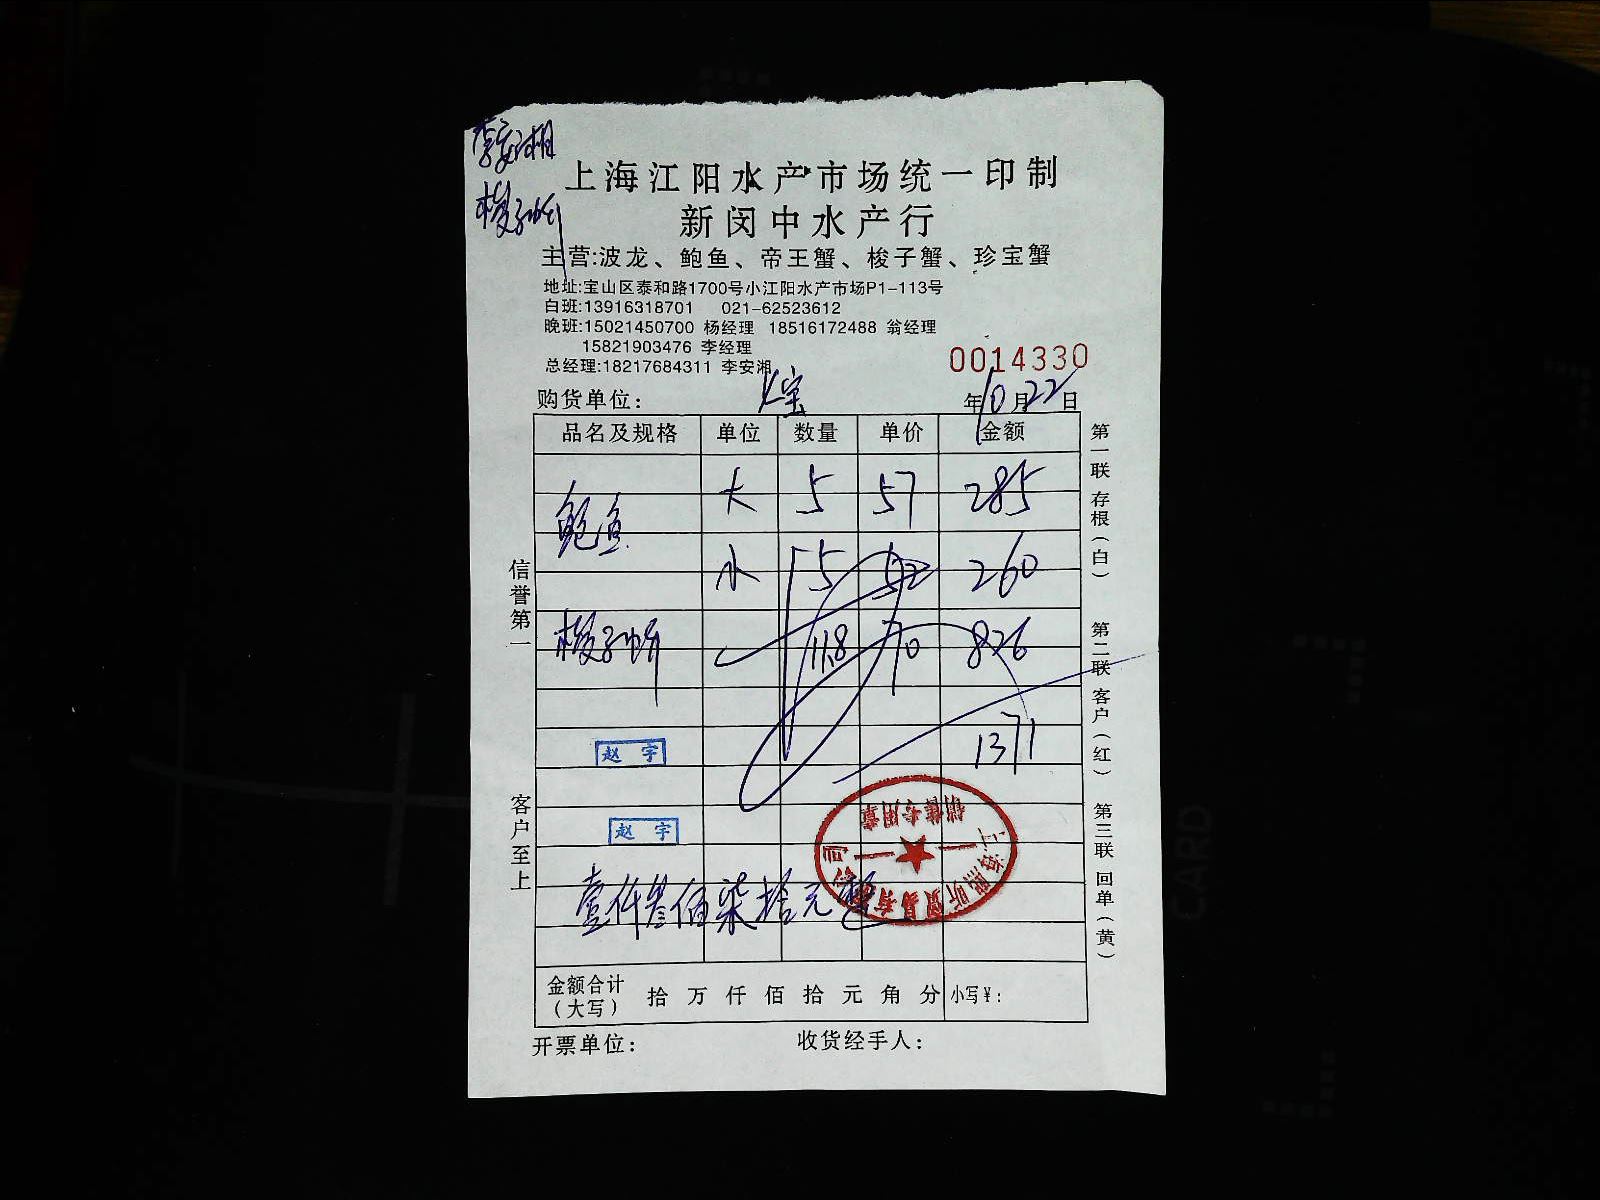 李安湘
梭子蟹
上海江阳水产市场统一印制
新闵中水产行
主营:波龙、鲍鱼、帝王蟹、梭子蟹、珍宝蟹
地址:宝山区泰和路1700号小江阳水产市场P1-113号
白班:13916318701 021-62523612
晚班:15021450700 杨经理 18516172488 翁经理
15821903476 李经理
总经理:18217684311 李安湘
0014330
购货单位: 年10月22日
品名及规格 单位 数量 单价 金额
鲍鱼 大 5 57 285
小 5 52 260
梭子蟹 11.8 70 826
1371
赵宇
赵宇
壹仟叁佰柒拾元整
销售专用章
金额合计(大写) 拾 万 仟 佰 拾 元 角 分 小写¥:
开票单位: 收货经手人:
信誉第一
客户至上
第一联 存根(白)
第二联 客户(红)
第三联 回单(黄)